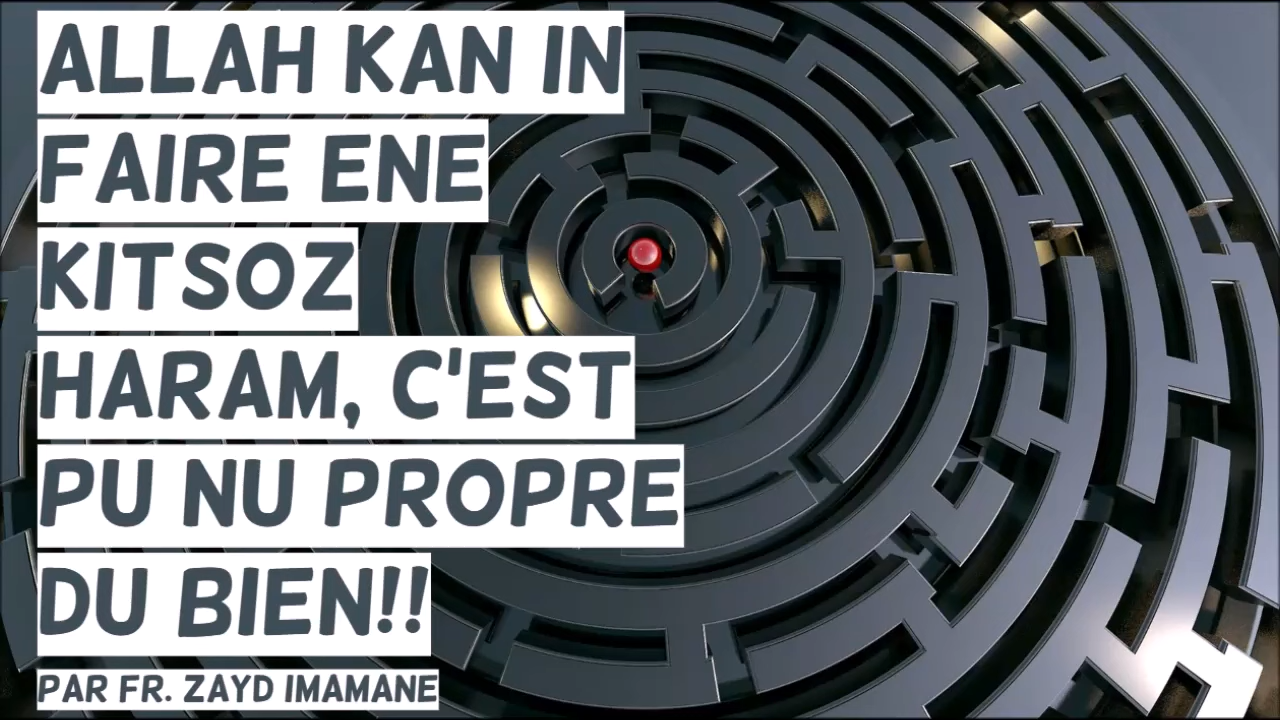 ALLAH KAN IN
FAIRE ENE
KITSOZ
HARAM, C'EST
PU NU PROPRE
DU BIEN!!
PAR FR. ZAYD IMAMANE